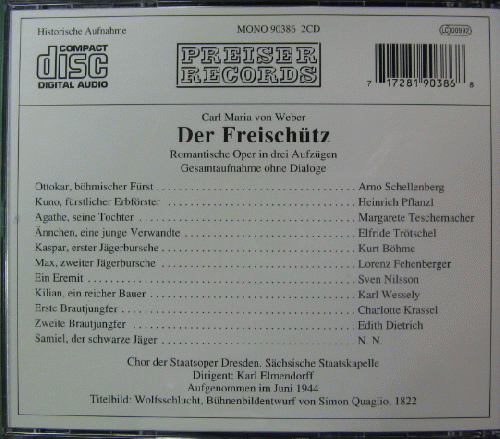 Historische Aufnahme
MONO 90386 2CD
LC 00992
COMPACT
disc
DIGITAL AUDIO
PREISER
RECORDS
7 17281 90386 8
Carl Maria von Weber
Der Freischütz
Romantische Oper in drei Aufzügen
Gesamtaufnahme ohne Dialoge
Ottokar, böhmischer Fürst Arno Schellenberg
Kuno, fürstlicher Erbförster Heinrich Pflanzl
Agathe, seine Tochter Margarete Teschemacher
Ännchen, eine junge Verwandte Elfride Trötschel
Kaspar, erster Jägerbursche Kurt Böhme
Max, zweiter Jägerbursche Lorenz Fehenberger
Ein Eremit Sven Nilsson
Kilian, ein reicher Bauer Karl Wessely
Erste Brautjungfer Charlotte Krassel
Zweite Brautjungfer Edith Dietrich
Samiel, der schwarze Jäger N. N.
Chor der Staatsoper Dresden, Sächsische Staatskapelle
Dirigent: Karl Elmendorff
Aufgenommen im Juni 1944
Titelbild: Wolfsschlucht, Bühnenbildentwurf von Simon Quaglio, 1822